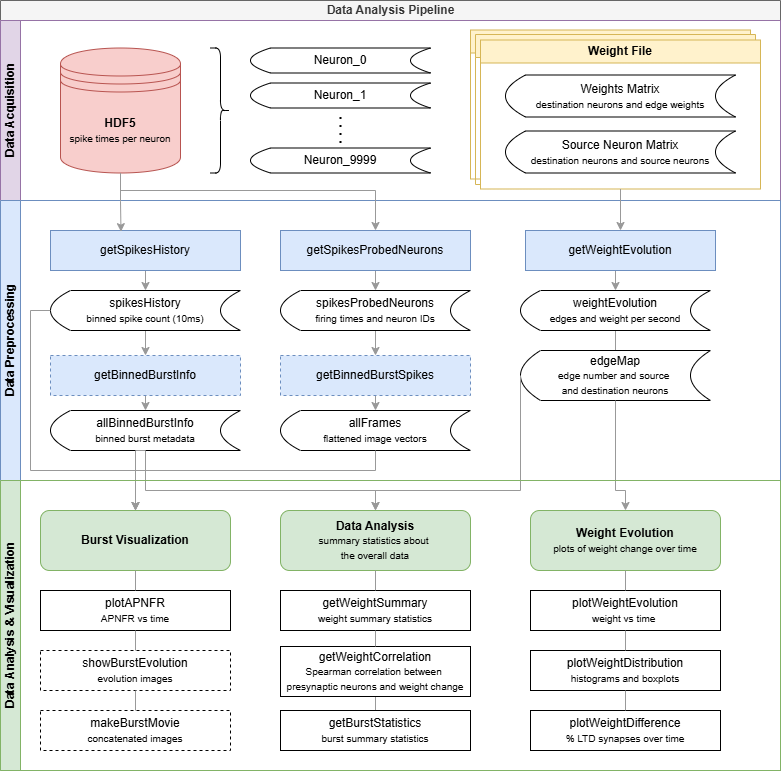 Data Analysis Pipeline
Data Acquisition
HDF5
spike times per neuron
Neuron_0
Neuron_1
Neuron_9999
Weight File
Weights Matrix
destination neurons and edge weights
Source Neuron Matrix
destination neurons and source neurons
Data Preprocessing
getSpikesHistory
getSpikesProbedNeurons
getWeightEvolution
spikesHistory
binned spike count (10ms)
spikesProbedNeurons
firing times and neuron IDs
weightEvolution
edges and weight per second
getBinnedBurstInfo
getBinnedBurstSpikes
edgeMap
edge number and source
and destination neurons
allBinnedBurstInfo
binned burst metadata
allFrames
flattened image vectors
Data Analysis & Visualization
Burst Visualization
Data Analysis
summary statistics about
the overall data
Weight Evolution
plots of weight change over time
plotAPNFR
APNFR vs time
getWeightSummary
weight summary statistics
plotWeightEvolution
weight vs time
showBurstEvolution
evolution images
getWeightCorrelation
Spearman correlation between
presynaptic neurons and weight change
plotWeightDistribution
histograms and boxplots
makeBurstMovie
concatenated images
getBurstStatistics
burst summary statistics
plotWeightDifference
% LTD synapses over time